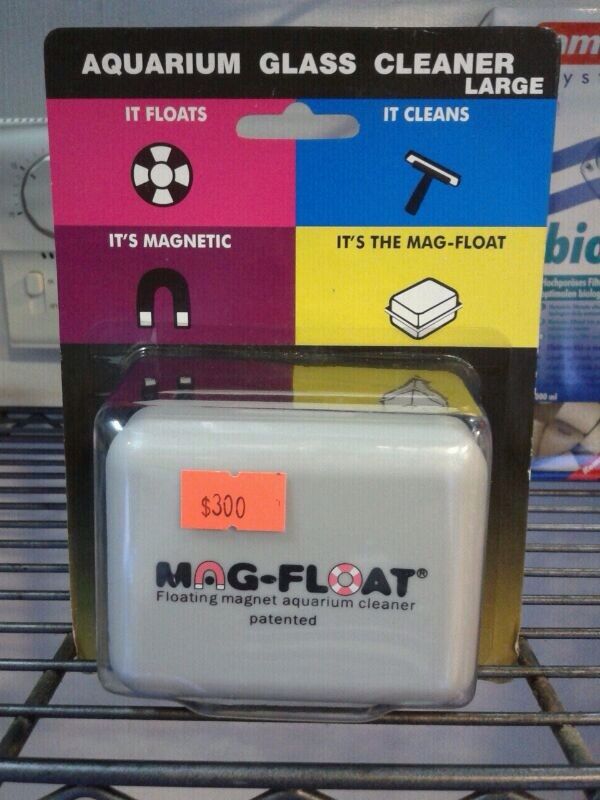 AQUARIUM GLASS CLEANER
LARGE
IT FLOATS
IT CLEANS
IT'S MAGNETIC
IT'S THE MAG-FLOAT
$300
MAG-FLOAT®
Floating magnet aquarium cleaner
patented
bio